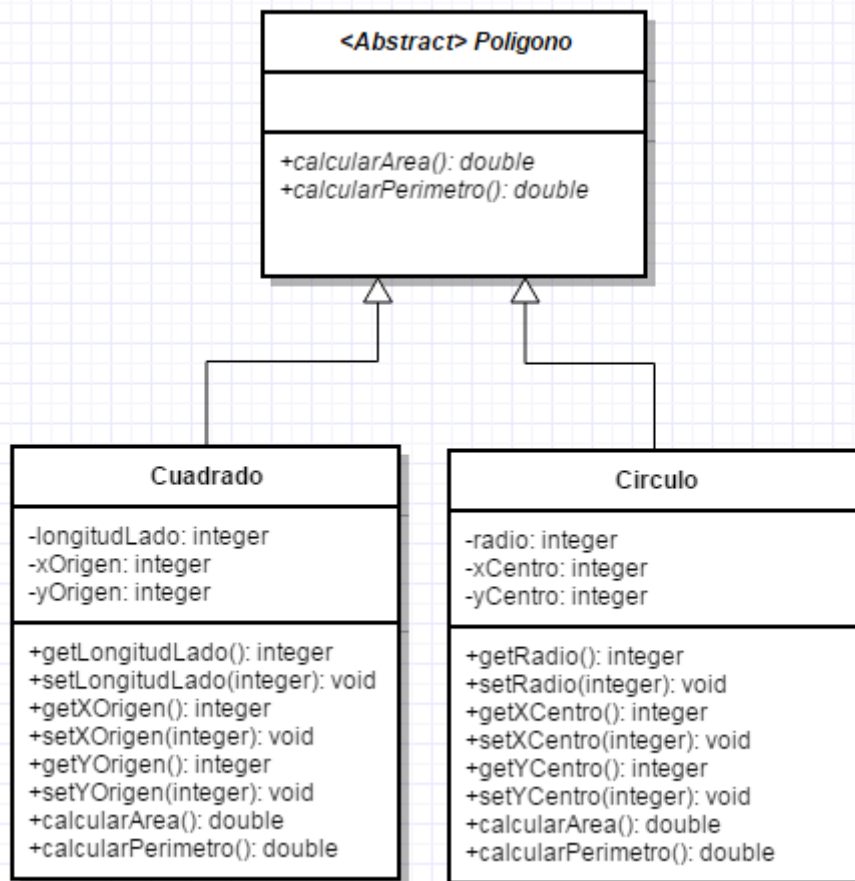 <Abstract> Poligono
+calcularArea(): double
+calcularPerimetro(): double
Cuadrado
-longitudLado: integer
-xOrigen: integer
-yOrigen: integer
+getLongitudLado(): integer
+setLongitudLado(integer): void
+getXOrigen(): integer
+setXOrigen(integer): void
+getYOrigen(): integer
+setYOrigen(integer): void
+calcularArea(): double
+calcularPerimetro(): double
Circulo
-radio: integer
-xCentro: integer
-yCentro: integer
+getRadio(): integer
+setRadio(integer): void
+getXCentro(): integer
+setXCentro(integer): void
+getYCentro(): integer
+setYCentro(integer): void
+calcularArea(): double
+calcularPerimetro(): double